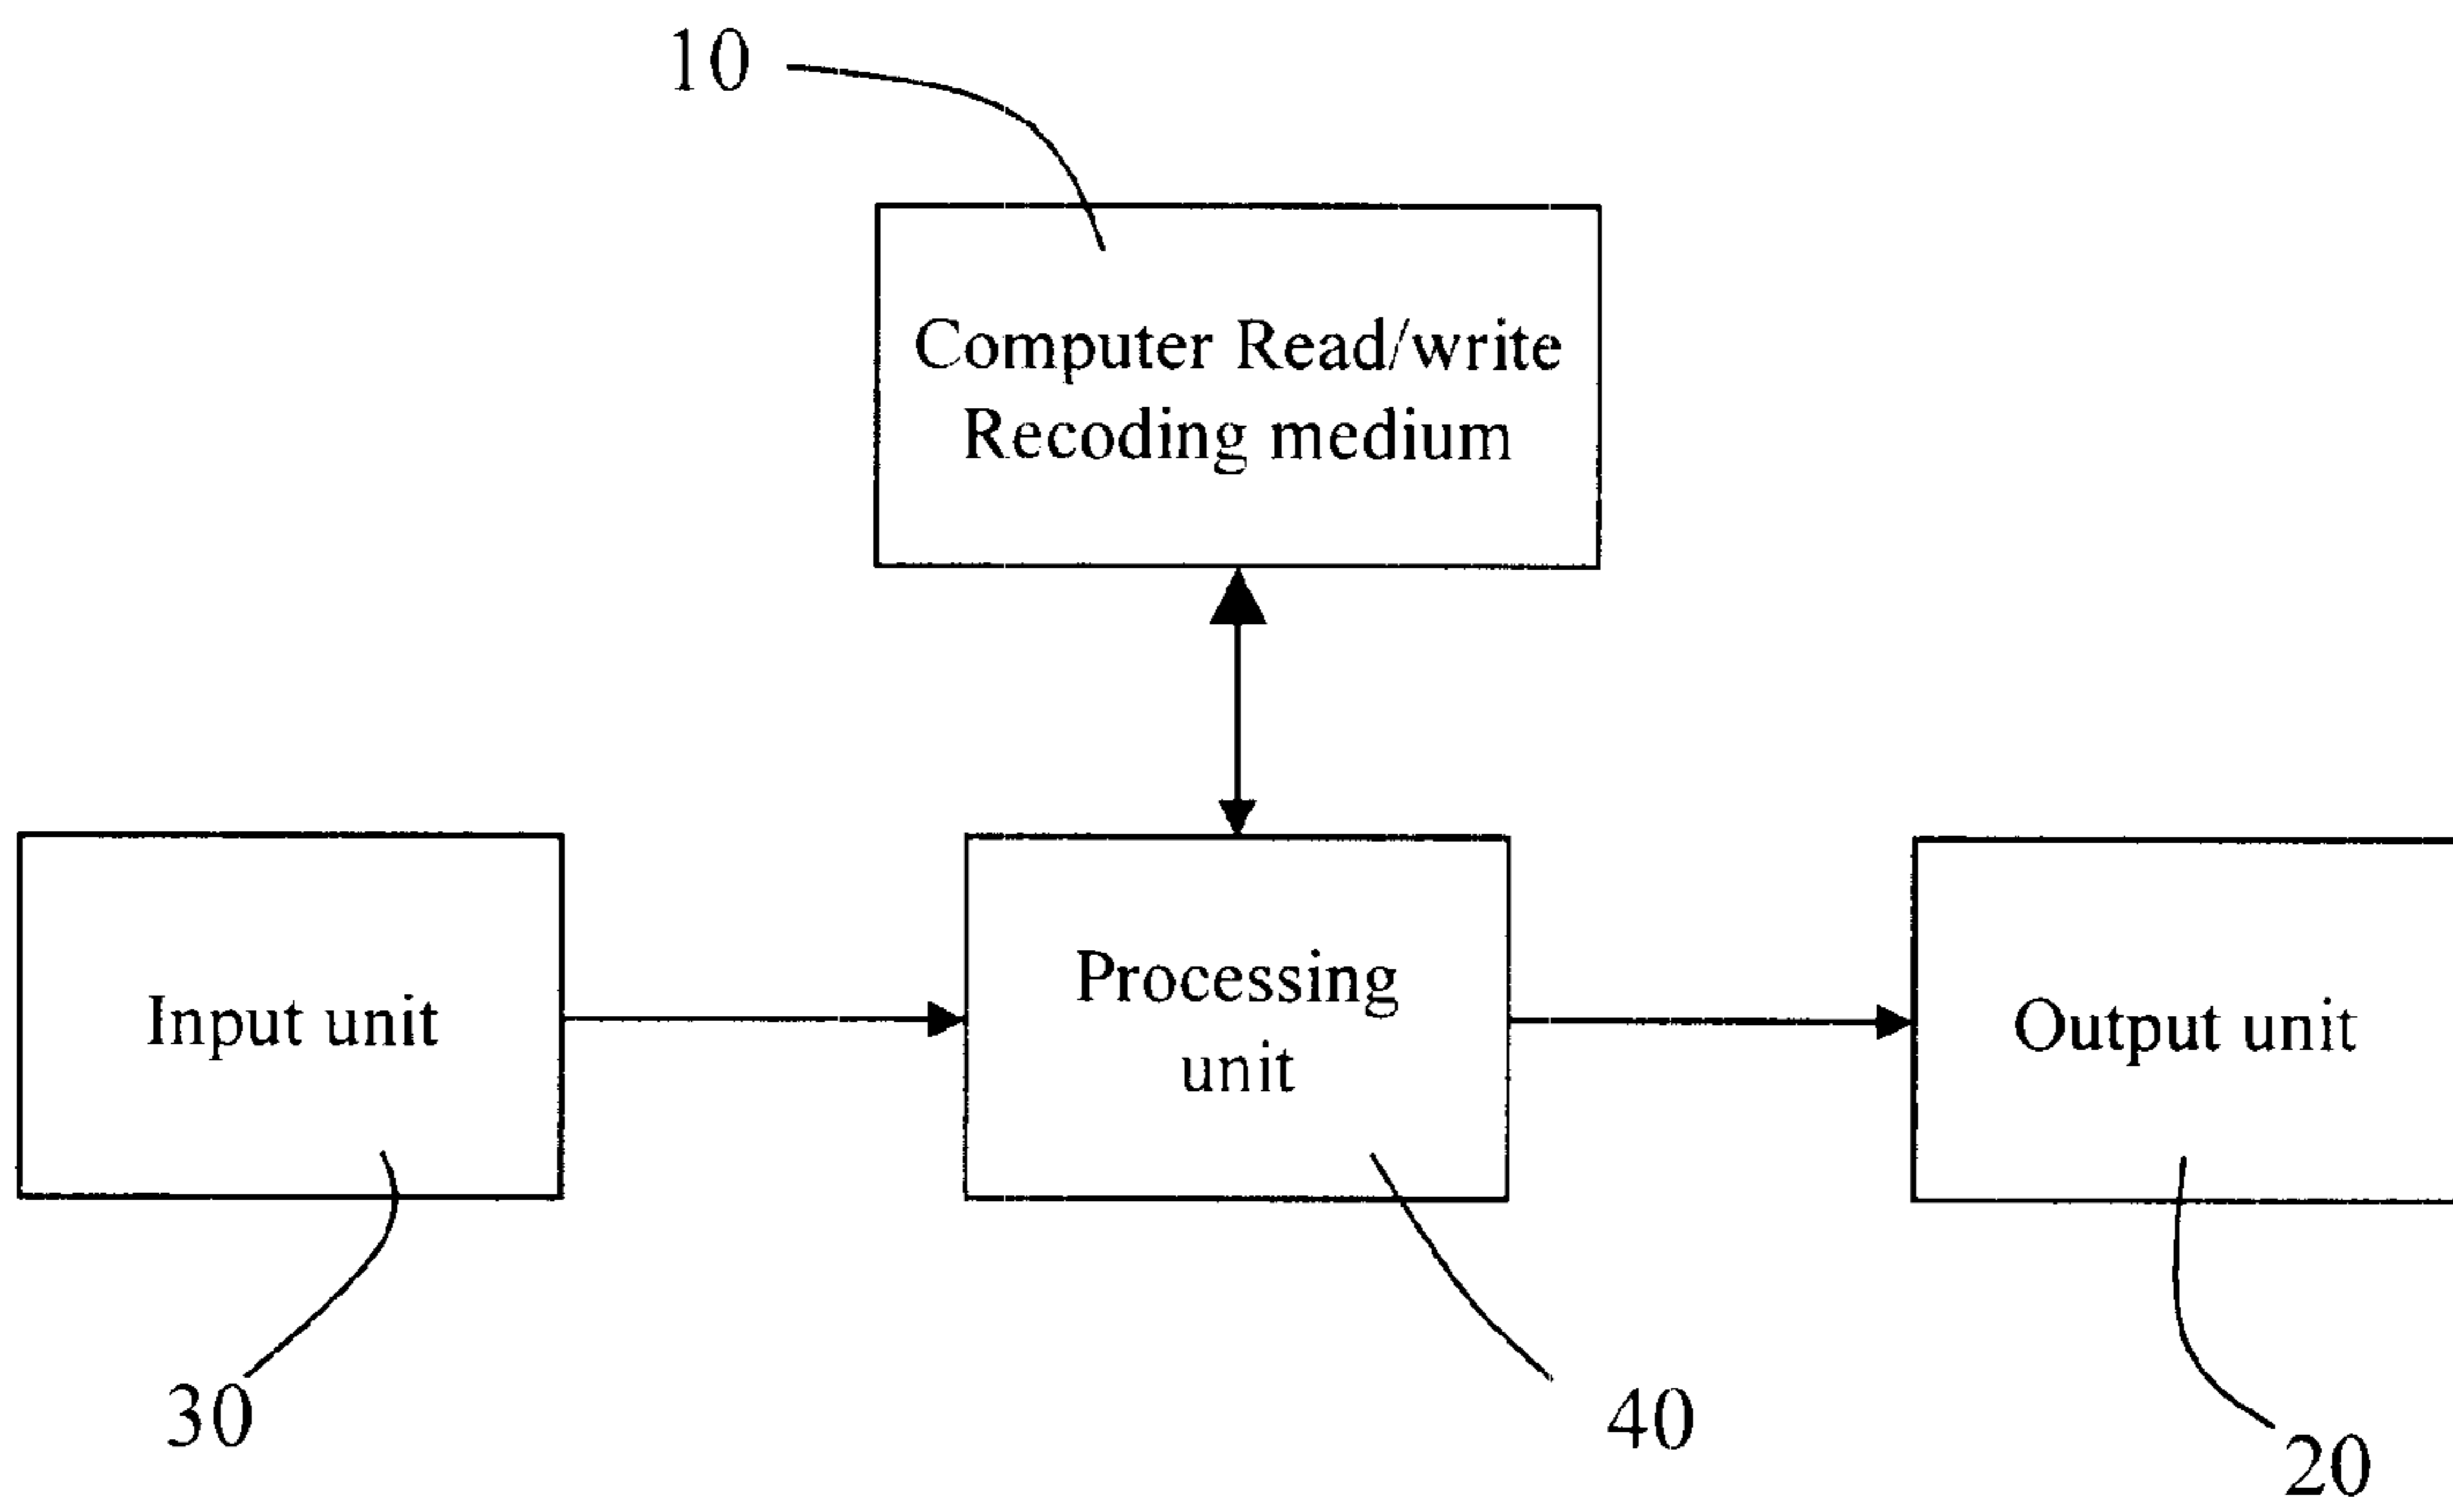 10
Computer Read/write
Recoding medium
Input unit
Processing
unit
Output unit
30
40
20